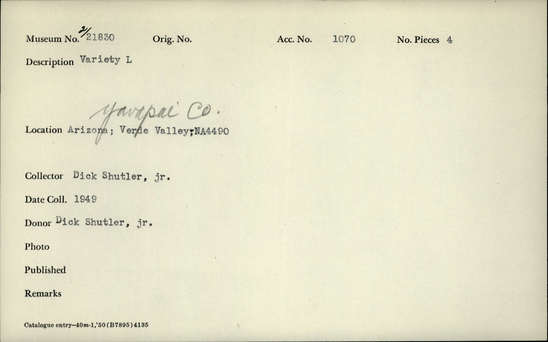 Museum No. 2/21830 Orig. No. Acc. No. 1070 No. Pieces 4
Description Variety L
Yavapai Co.
Location Arizona; Verde Valley;NA4490
Collector Dick Shutler, jr.
Date Coll. 1949
Donor Dick Shutler, jr.
Photo
Published
Remarks
Catalogue entry—40m-1,'50(B7895)4135